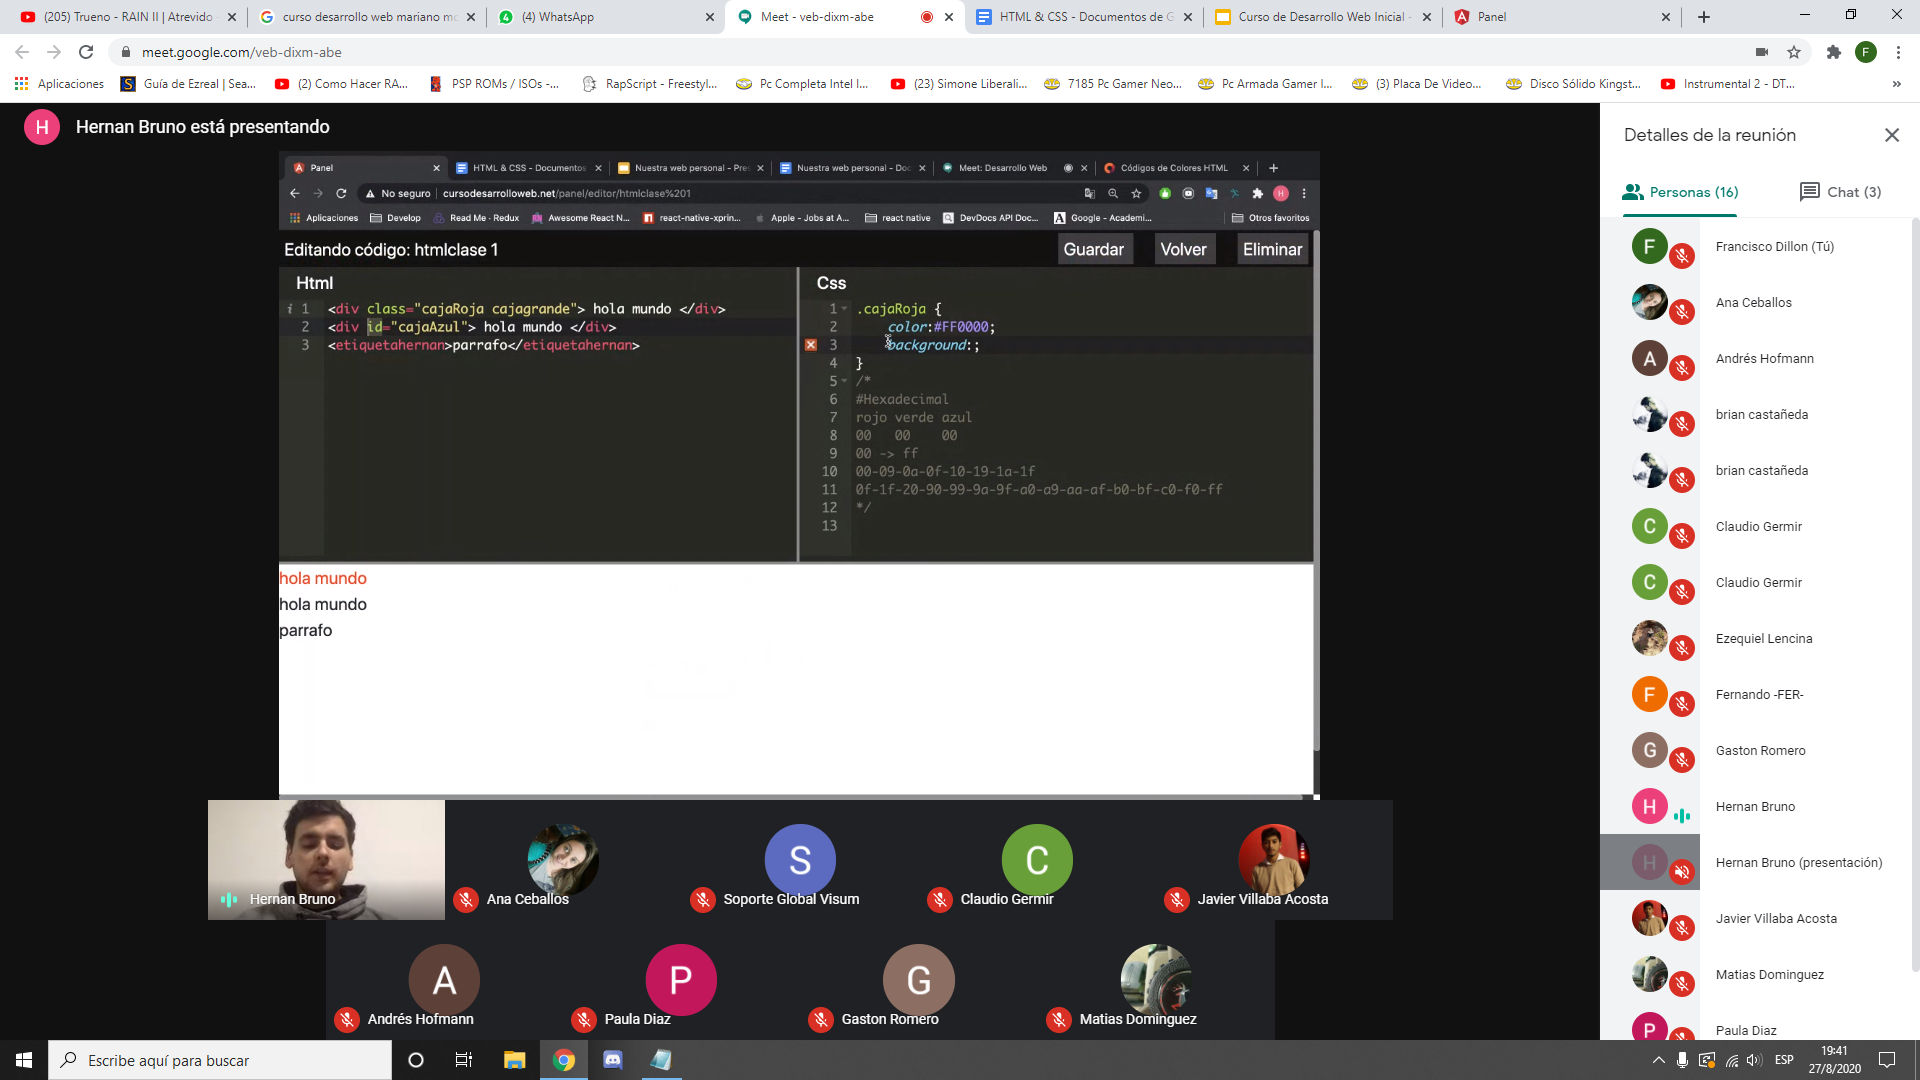 (205) Trueno - RAIN II | Atrevido
curso desarrollo web mariano mo
(4) WhatsApp
Meet - veb-dixm-abe
HTML & CSS - Documentos de G
Curso de Desarrollo Web Inicial -
Panel
meet.google.com/veb-dixm-abe
F
Aplicaciones
Guía de Ezreal | Sea...
(2) Como Hacer RA...
PSP ROMs / ISOs -...
RapScript - Freestyl...
Pc Completa Intel I...
(23) Simone Liberali...
7185 Pc Gamer Neo...
Pc Armada Gamer I...
(3) Placa De Video...
Disco Sólido Kingst...
Instrumental 2 - DT...
»
H
Hernan Bruno está presentando
Panel
HTML & CSS - Documentos
Nuestra web personal - Pre
Nuestra web personal - Doc
Meet: Desarrollo Web
Códigos de Colores HTML
No seguro
cursodesarrolloweb.net/panel/editor/htmlclase%201
H
Aplicaciones
Develop
Read Me · Redux
Awesome React N...
react-native-xprin...
Apple - Jobs at A...
react native
DevDocs API Doc...
Google - Academi...
Otros favoritos
Editando código: htmlclase 1
Guardar
Volver
Eliminar
Html
i 1 <div class="cajaRoja cajagrande"> hola mundo </div>
2 <div id="cajaAzul"> hola mundo </div>
3 <etiquetahernan>parrafo</etiquetahernan>
Css
1 .cajaRoja {
2 color:#FF0000;
3 background:;
4 }
5 /*
6 #Hexadecimal
7 rojo verde azul
8 00 00 00
9 00 -> ff
10 00-09-0a-0f-10-19-1a-1f
11 0f-1f-20-90-99-9a-9f-a0-a9-aa-af-b0-bf-c0-f0-ff
12 */
13
hola mundo
hola mundo
parrafo
Hernan Bruno
Ana Ceballos
S
Soporte Global Visum
C
Claudio Germir
Javier Villaba Acosta
A
Andrés Hofmann
P
Paula Diaz
G
Gaston Romero
Matias Dominguez
Detalles de la reunión
Personas (16)
Chat (3)
F
Francisco Dillon (Tú)
Ana Ceballos
A
Andrés Hofmann
brian castañeda
brian castañeda
C
Claudio Germir
C
Claudio Germir
Ezequiel Lencina
F
Fernando -FER-
G
Gaston Romero
H
Hernan Bruno
H
Hernan Bruno (presentación)
Javier Villaba Acosta
Matias Dominguez
P
Paula Diaz
Escribe aquí para buscar
ESP
19:41
27/8/2020